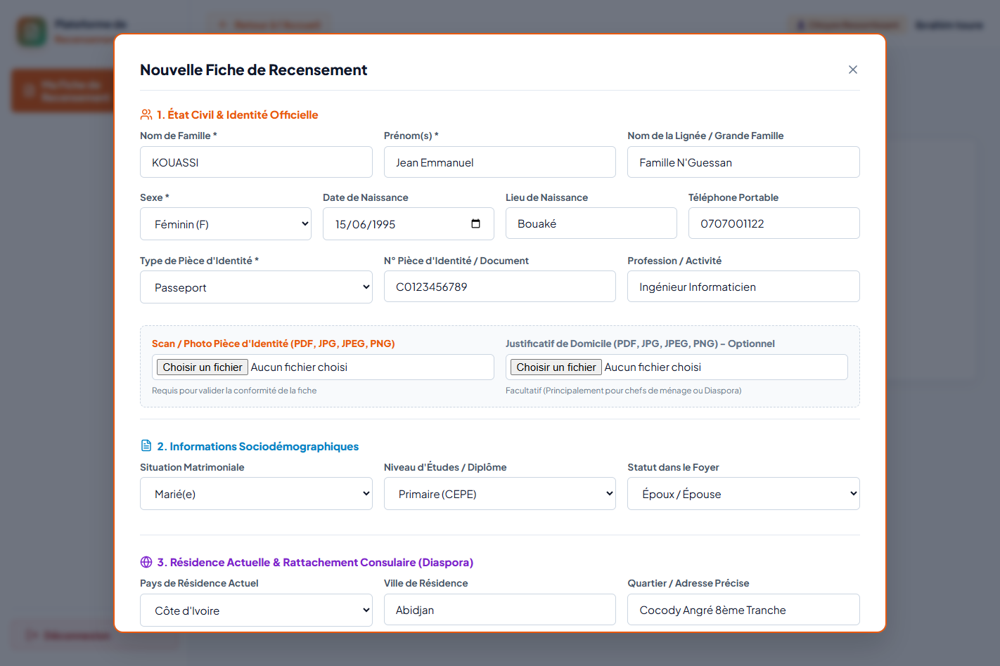 Plateforme de
Retour à l'accueil
Nouvelle Fiche de Recensement
1. État Civil & Identité Officielle
Nom de Famille * Prénom(s) * Nom de la Lignée / Grande Famille
KOUASSI Jean Emmanuel Famille N'Guessan
Sexe * Date de Naissance Lieu de Naissance Téléphone Portable
Féminin (F) 15/06/1995 Bouaké 0707001122
Type de Pièce d'Identité * N° Pièce d'Identité / Document Profession / Activité
Passeport C0123456789 Ingénieur Informaticien
Scan / Photo Pièce d'Identité (PDF, JPG, JPEG, PNG) Justificatif de Domicile (PDF, JPG, JPEG, PNG) - Optionnel
Choisir un fichier Aucun fichier choisi Choisir un fichier Aucun fichier choisi
Requis pour valider la conformité de la fiche Facultatif (Principalement pour chefs de ménage ou Diaspora)
2. Informations Sociodémographiques
Situation Matrimoniale Niveau d'Études / Diplôme Statut dans le Foyer
Marié(e) Primaire (CEPE) Époux / Épouse
3. Résidence Actuelle & Rattachement Consulaire (Diaspora)
Pays de Résidence Actuel Ville de Résidence Quartier / Adresse Précise
Côte d'Ivoire Abidjan Cocody Angré 8ème Tranche
Déconnexion